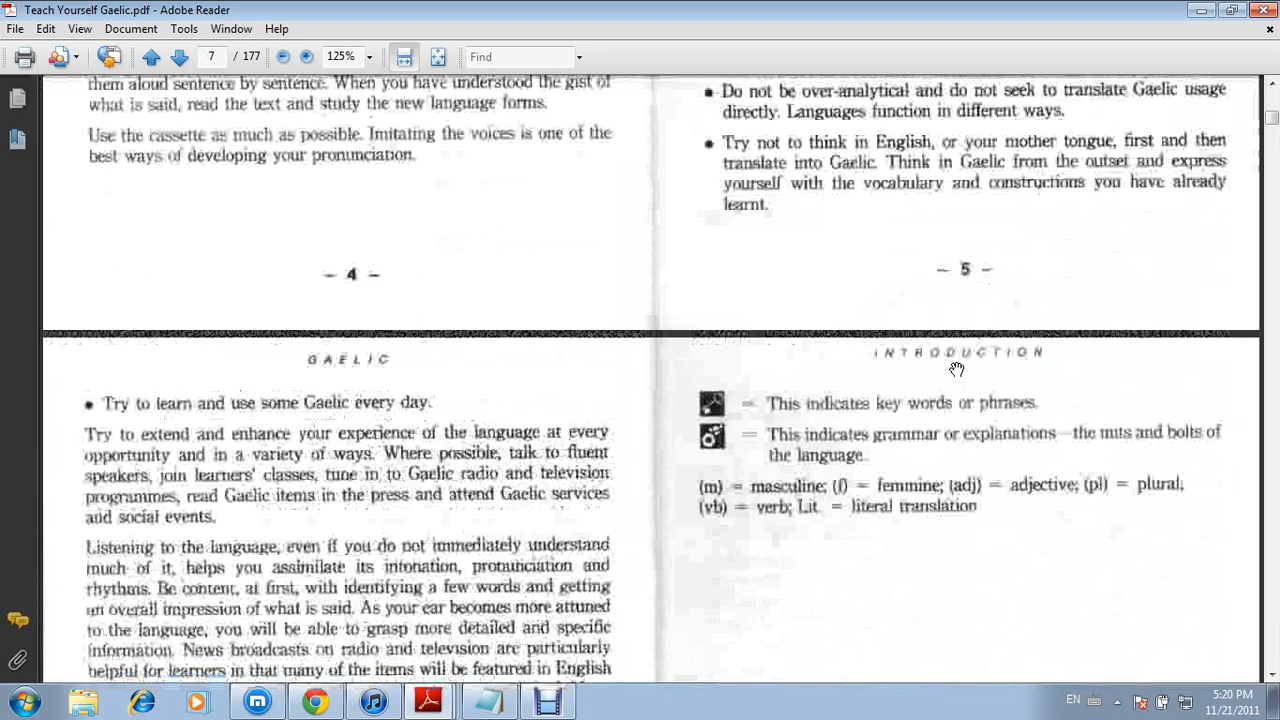 Teach Yourself Gaelic.pdf - Adobe Reader
File Edit View Document Tools Window Help
7 / 177 125% Find
them aloud sentence by sentence. When you have understood the gist of
what is said, read the text and study the new language forms.
Use the cassette as much as possible. Imitating the voices is one of the
best ways of developing your pronunciation.
– 4 –
• Do not be over-analytical and do not seek to translate Gaelic usage
directly. Languages function in different ways.
• Try not to think in English, or your mother tongue, first and then
translate into Gaelic. Think in Gaelic from the outset and express
yourself with the vocabulary and constructions you have already
learnt.
– 5 –
GAELIC
• Try to learn and use some Gaelic every day.
Try to extend and enhance your experience of the language at every
opportunity and in a variety of ways. Where possible, talk to fluent
speakers, join learners' classes, tune in to Gaelic radio and television
programmes, read Gaelic items in the press and attend Gaelic services
and social events.
Listening to the language, even if you do not immediately understand
much of it, helps you assimilate its intonation, pronunciation and
rhythms. Be content, at first, with identifying a few words and getting
an overall impression of what is said. As your ear becomes more attuned
to the language, you will be able to grasp more detailed and specific
information. News broadcasts on radio and television are particularly
helpful for learners in that many of the items will be featured in English
INTRODUCTION
= This indicates key words or phrases.
= This indicates grammar or explanations—the nuts and bolts of
the language.
(m) = masculine; (f) = feminine; (adj) = adjective; (pl) = plural;
(vb) = verb; Lit. = literal translation
EN
5:20 PM
11/21/2011